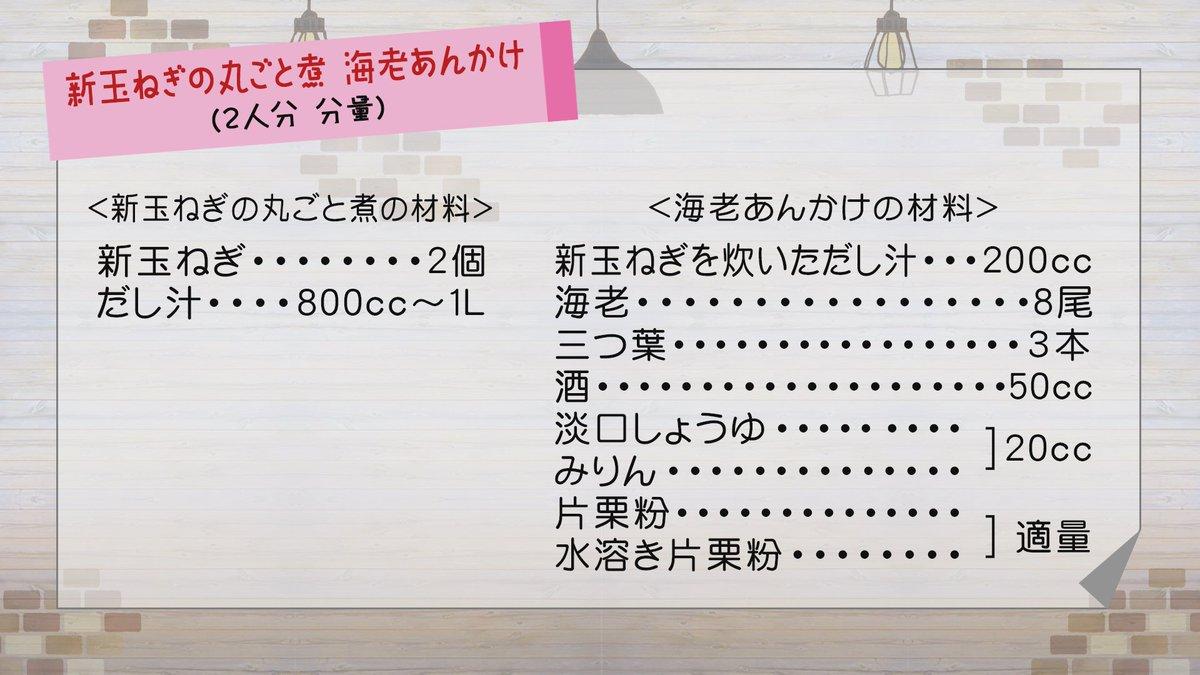 新玉ねぎの丸ごと煮 海老あんかけ
(2人分 分量)
<新玉ねぎの丸ごと煮の材料>
新玉ねぎ・・・・・・・・2個
だし汁・・・・800cc〜1L
<海老あんかけの材料>
新玉ねぎを炊いただし汁・・・200cc
海老・・・・・・・・・・・・・・・・・・・8尾
三つ葉・・・・・・・・・・・・・・・・・3本
酒・・・・・・・・・・・・・・・・・・・・50cc
淡口しょうゆ・・・・・・・・・
みりん・・・・・・・・・・・・・・
]20cc
片栗粉・・・・・・・・・・・・・・
水溶き片栗粉・・・・・・・・
]適量